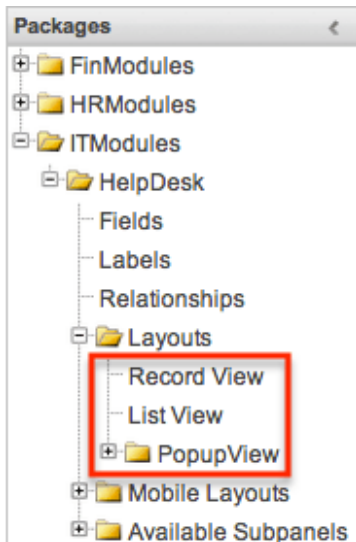 Packages
FinModules
HRModules
ITModules
HelpDesk
Fields
Labels
Relationships
Layouts
Record View
List View
PopupView
Mobile Layouts
Available Subpanels